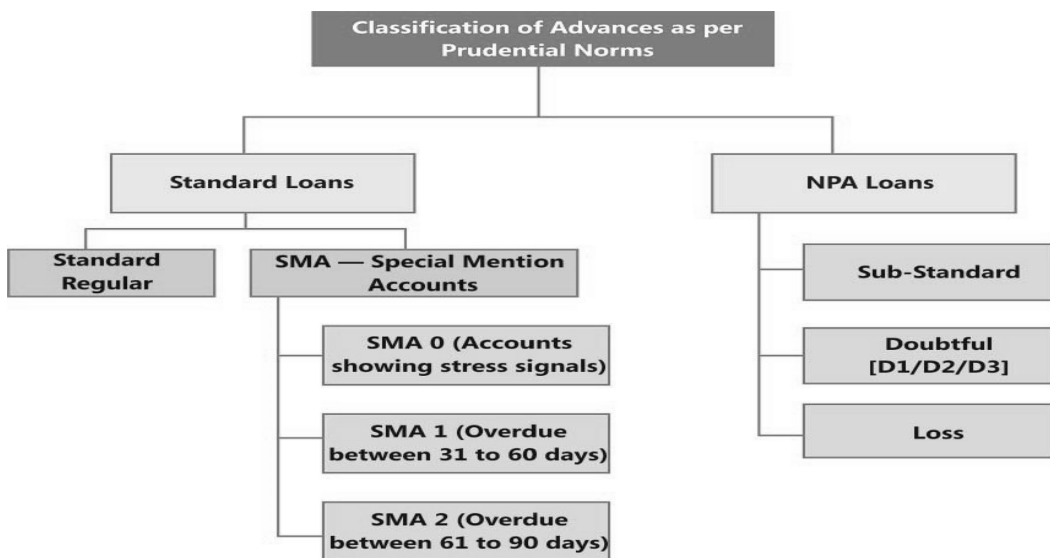 Classification of Advances as per
Prudential Norms
Standard Loans
NPA Loans
Standard
Regular
SMA — Special Mention
Accounts
SMA 0 (Accounts
showing stress signals)
SMA 1 (Overdue
between 31 to 60 days)
SMA 2 (Overdue
between 61 to 90 days)
Sub-Standard
Doubtful
[D1/D2/D3]
Loss